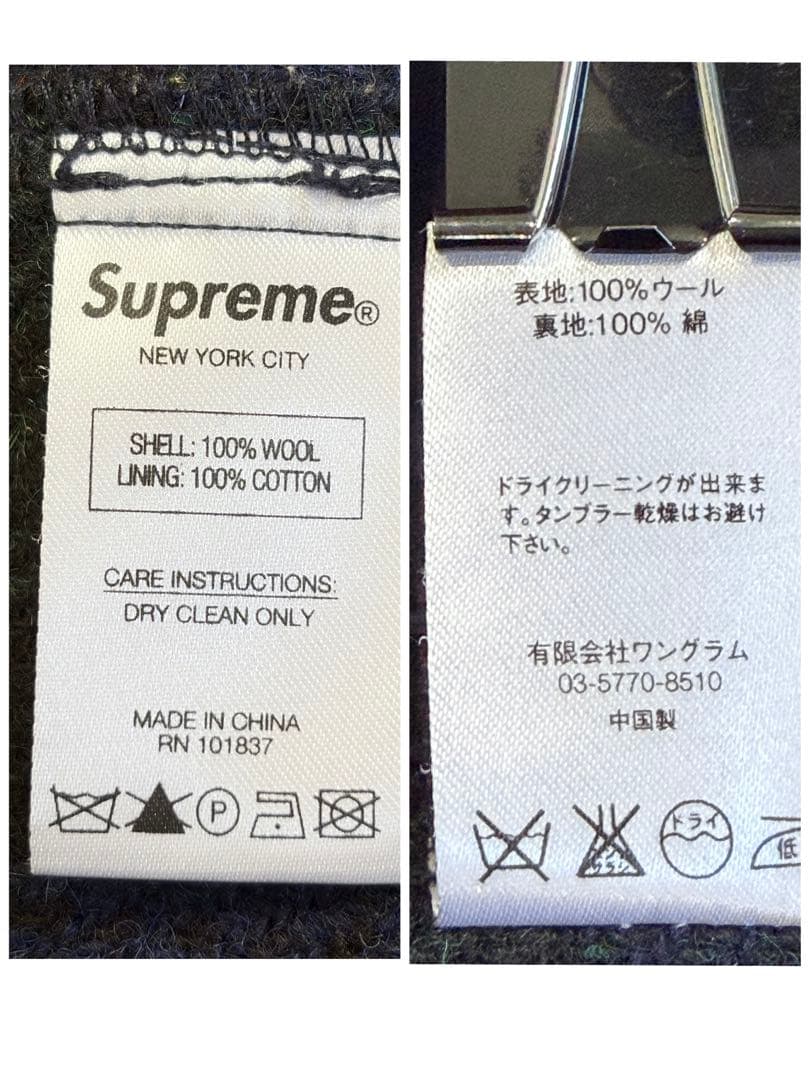 Supreme®
NEW YORK CITY
SHELL: 100% WOOL
LINING: 100% COTTON
CARE INSTRUCTIONS:
DRY CLEAN ONLY
MADE IN CHINA
RN 101837
P
表地:100%ウール
裏地:100% 綿
ドライクリーニングが出来ま
す。タンブラー乾燥はお避け
下さい。
有限会社ワングラム
03-5770-8510
中国製
ドライ
低